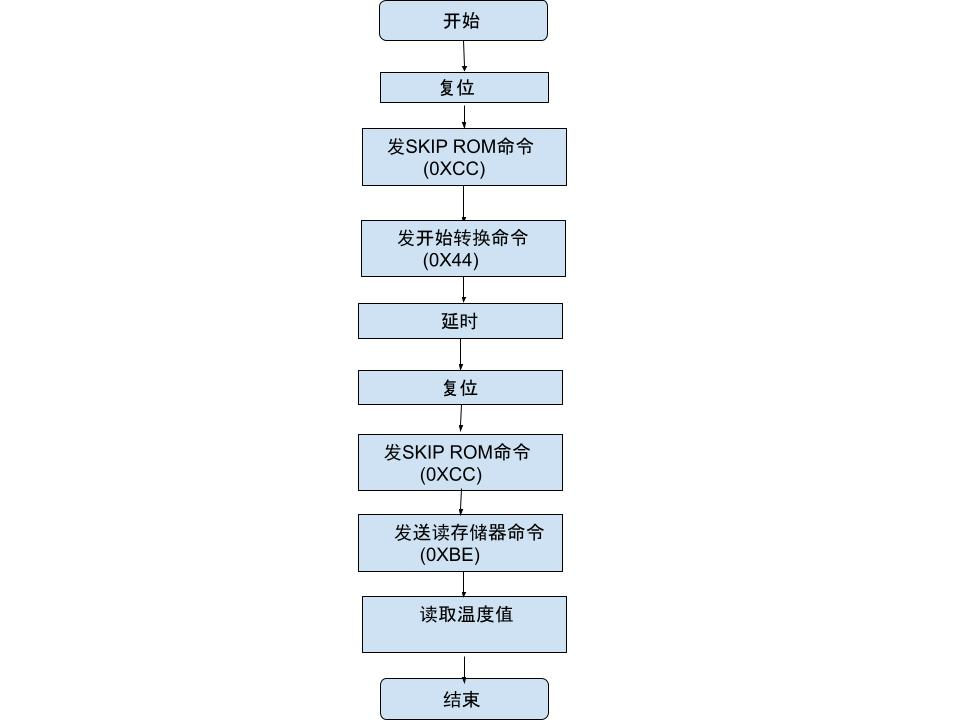 开始
复位
发SKIP ROM命令
(0XCC)
发开始转换命令
(0X44)
延时
复位
发SKIP ROM命令
(0XCC)
发送读存储器命令
(0XBE)
读取温度值
结束